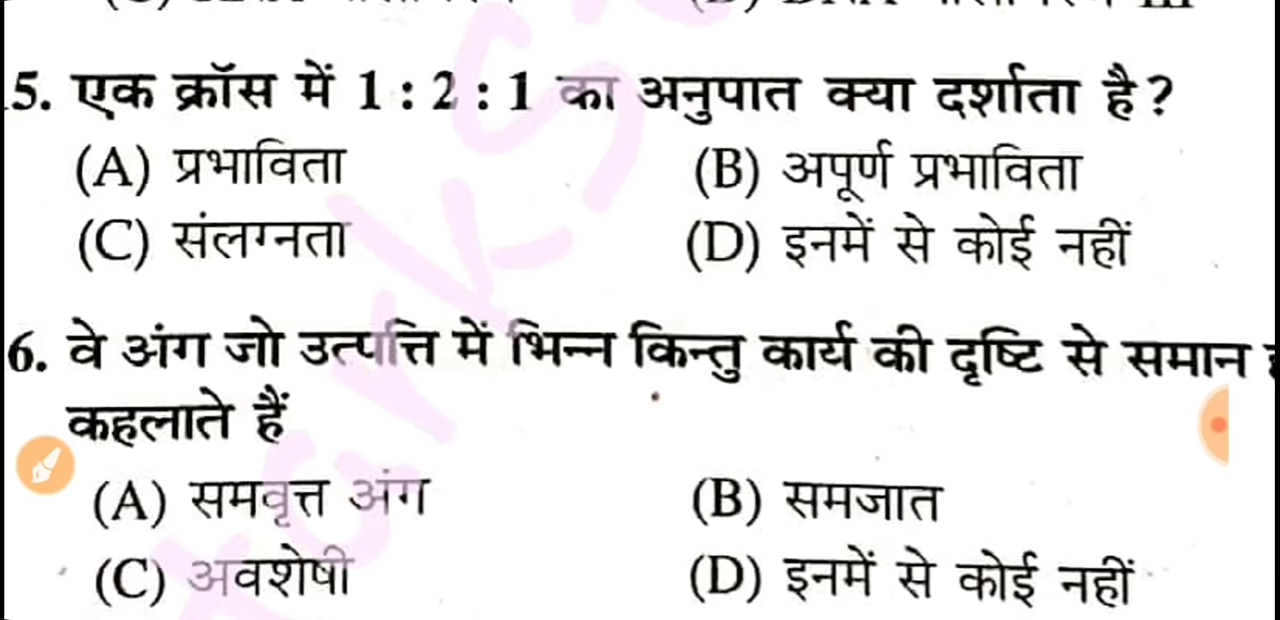 5. एक क्रॉस में 1 : 2 : 1 का अनुपात क्या दर्शाता है?
(A) प्रभाविता (B) अपूर्ण प्रभाविता
(C) संलग्नता (D) इनमें से कोई नहीं
6. वे अंग जो उत्पत्ति में भिन्न किन्तु कार्य की दृष्टि से समान
कहलाते हैं
(A) समवृत्त अंग (B) समजात
(C) अवशेषी (D) इनमें से कोई नहीं